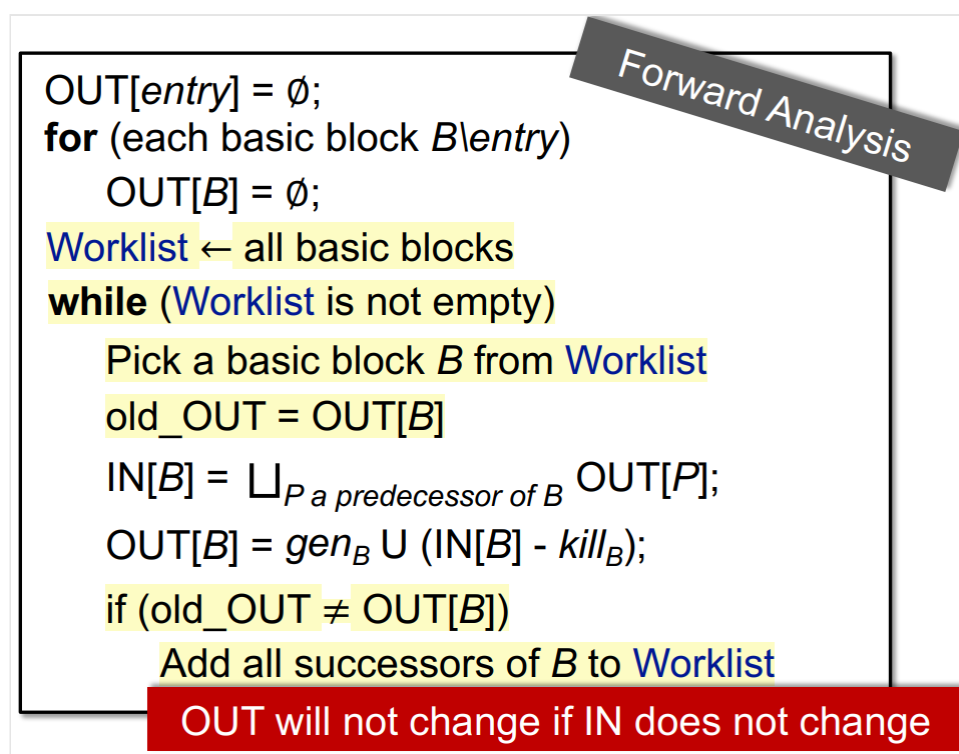 Forward Analysis
OUT[entry] = ∅;
for (each basic block B\entry)
OUT[B] = ∅;
Worklist ← all basic blocks
while (Worklist is not empty)
Pick a basic block B from Worklist
old_OUT = OUT[B]
IN[B] = ⨆P a predecessor of B OUT[P];
OUT[B] = genB U (IN[B] - killB);
if (old_OUT ≠ OUT[B])
Add all successors of B to Worklist
OUT will not change if IN does not change